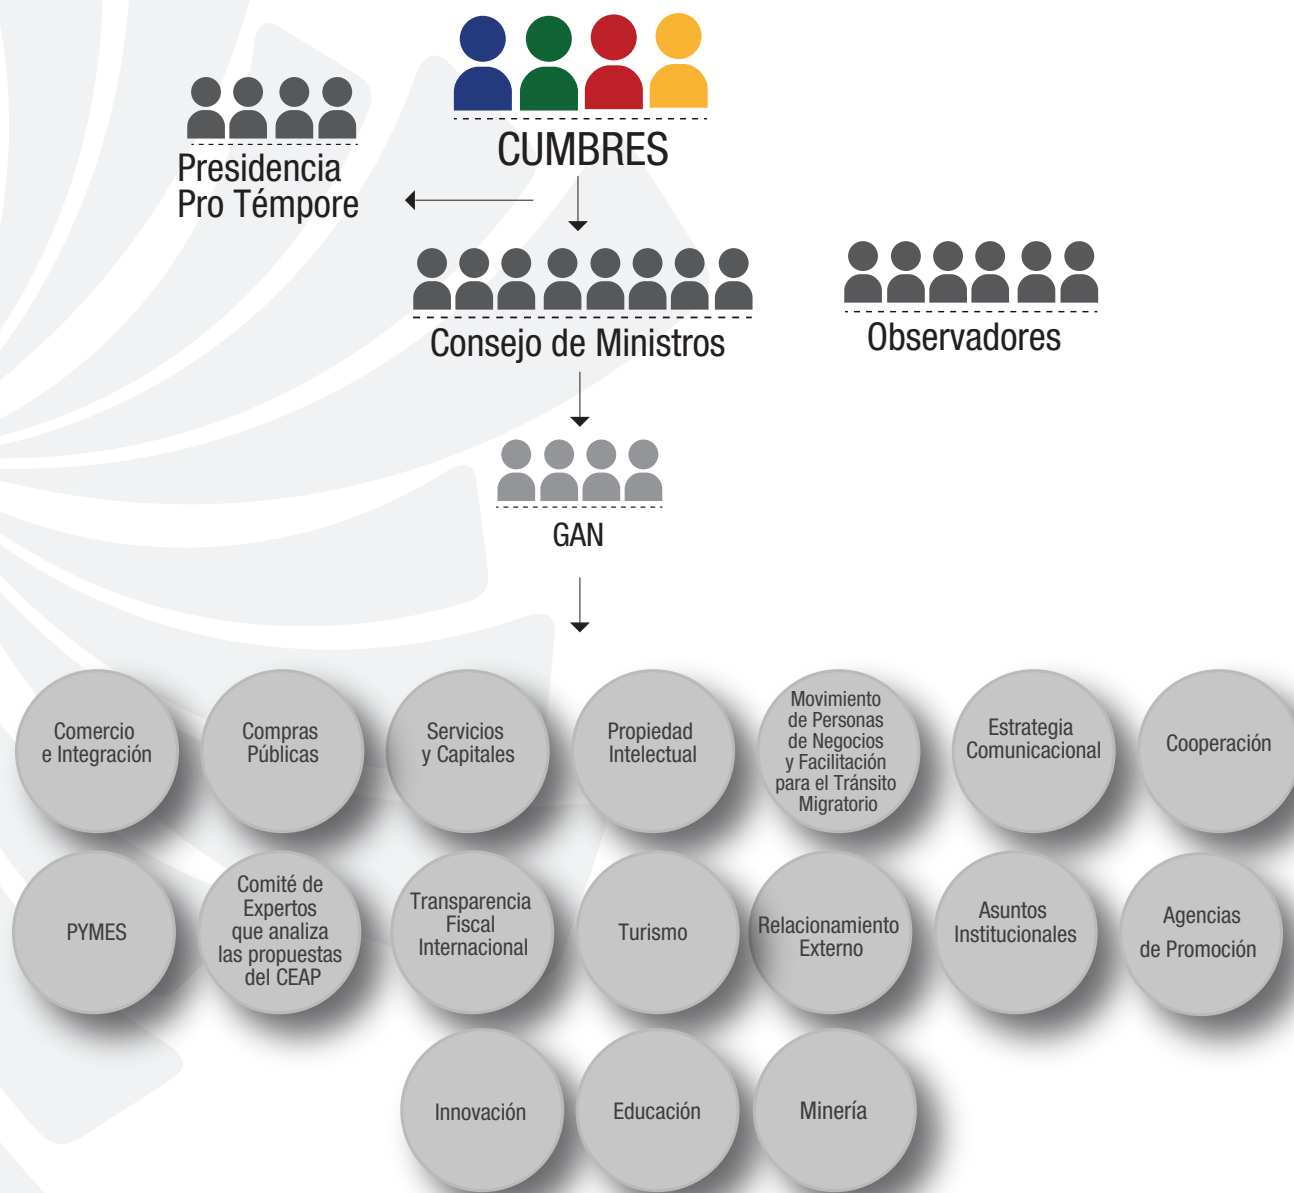 CUMBRES
Presidencia
Pro Témpore
Consejo de Ministros
Observadores
GAN
Comercio
e Integración
Compras
Públicas
Servicios
y Capitales
Propiedad
Intelectual
Movimiento
de Personas
de Negocios
y Facilitación
para el Tránsito
Migratorio
Estrategia
Comunicacional
Cooperación
PYMES
Comité de
Expertos
que analiza
las propuestas
del CEAP
Transparencia
Fiscal
Internacional
Turismo
Relacionamiento
Externo
Asuntos
Institucionales
Agencias
de Promoción
Innovación
Educación
Minería